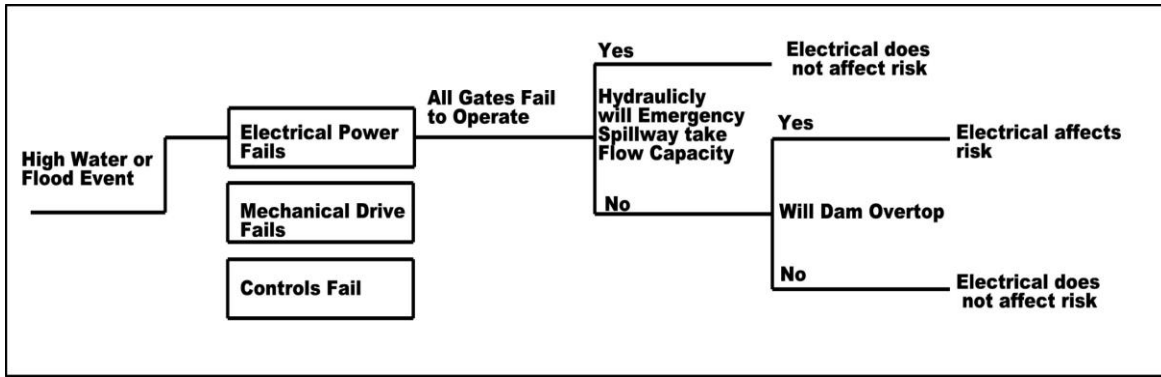 High Water or
Flood Event
Electrical Power
Fails
Mechanical Drive
Fails
Controls Fail
All Gates Fail
to Operate
Yes
Hydraulicly
will Emergency
Spillway take
Flow Capacity
No
Electrical does
not affect risk
Yes
Will Dam Overtop
No
Electrical affects
risk
Electrical does
not affect risk